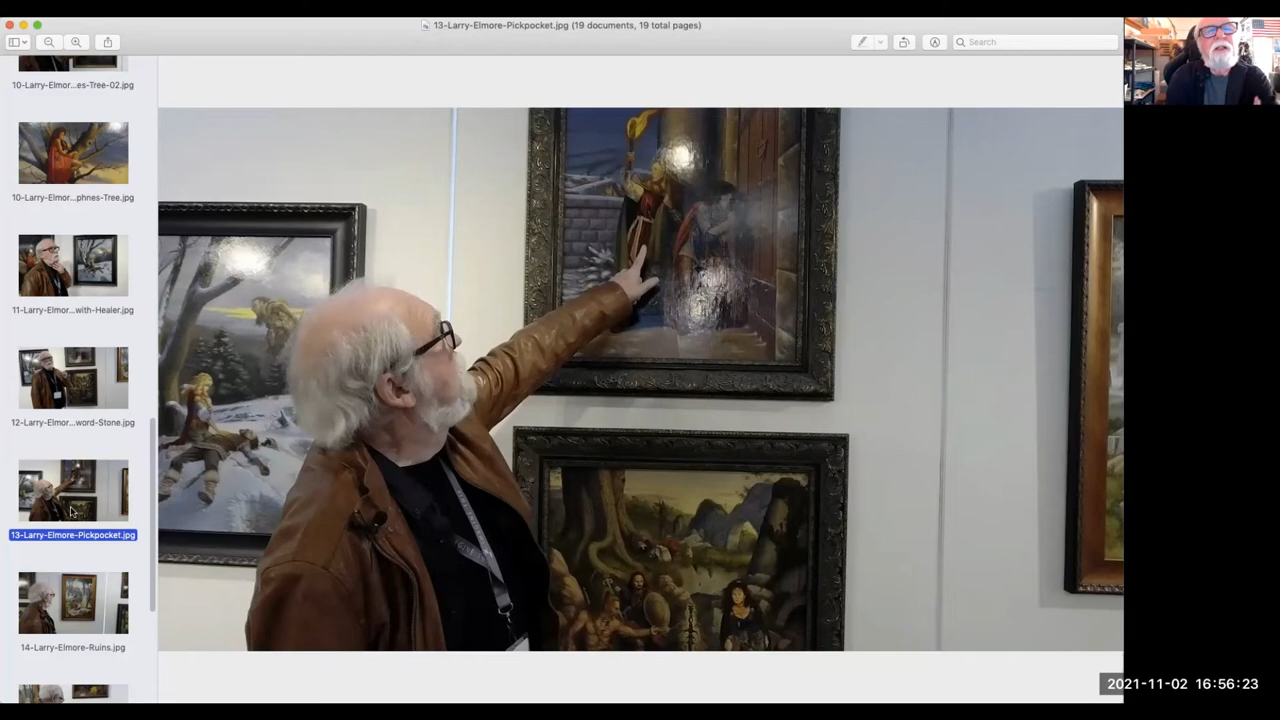 13-Larry-Elmore-Pickpocket.jpg (19 documents, 19 total pages)
Search
10-Larry-Elmor...es-Tree-02.jpg
10-Larry-Elmor...phnes-Tree.jpg
11-Larry-Elmor...with-Healer.jpg
12-Larry-Elmor...word-Stone.jpg
13-Larry-Elmore-Pickpocket.jpg
14-Larry-Elmore-Ruins.jpg
2021-11-02 16:56:23